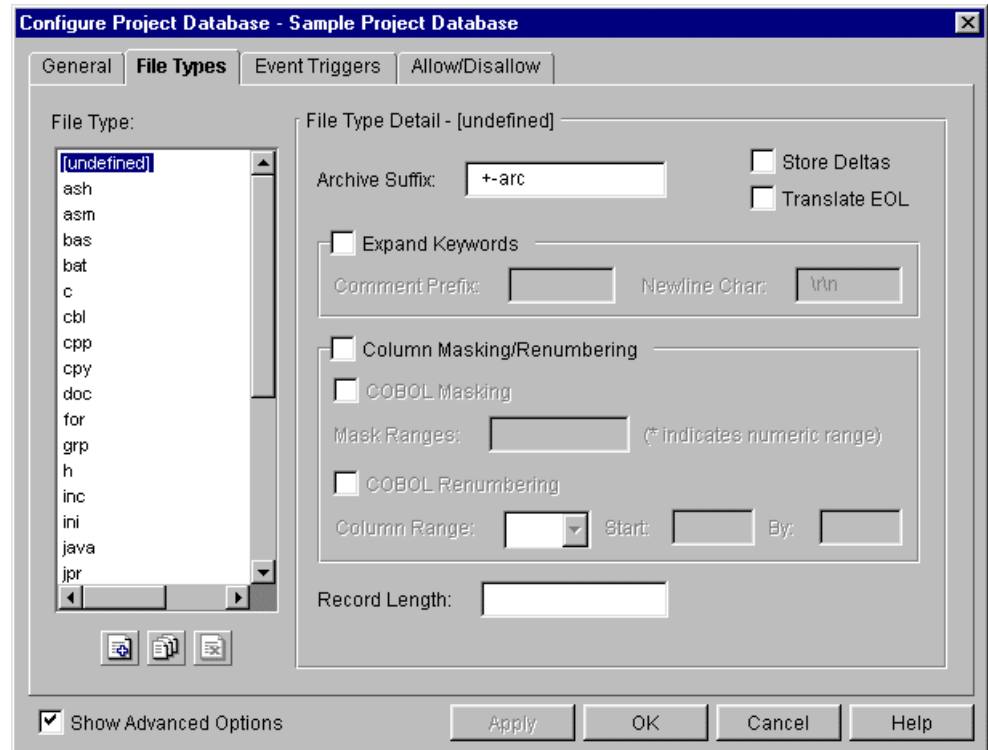 Configure Project Database - Sample Project Database
General File Types Event Triggers Allow/Disallow
File Type:
[undefined]
ash
asm
bas
bat
c
cbl
cpp
cpy
doc
for
grp
h
inc
ini
java
jpr
File Type Detail - [undefined]
Archive Suffix: +-arc
Store Deltas
Translate EOL
Expand Keywords
Comment Prefix: Newline Char: \r\n
Column Masking/Renumbering
COBOL Masking
Mask Ranges: (* indicates numeric range)
COBOL Renumbering
Column Range: Start: By:
Record Length:
Show Advanced Options Apply OK Cancel Help